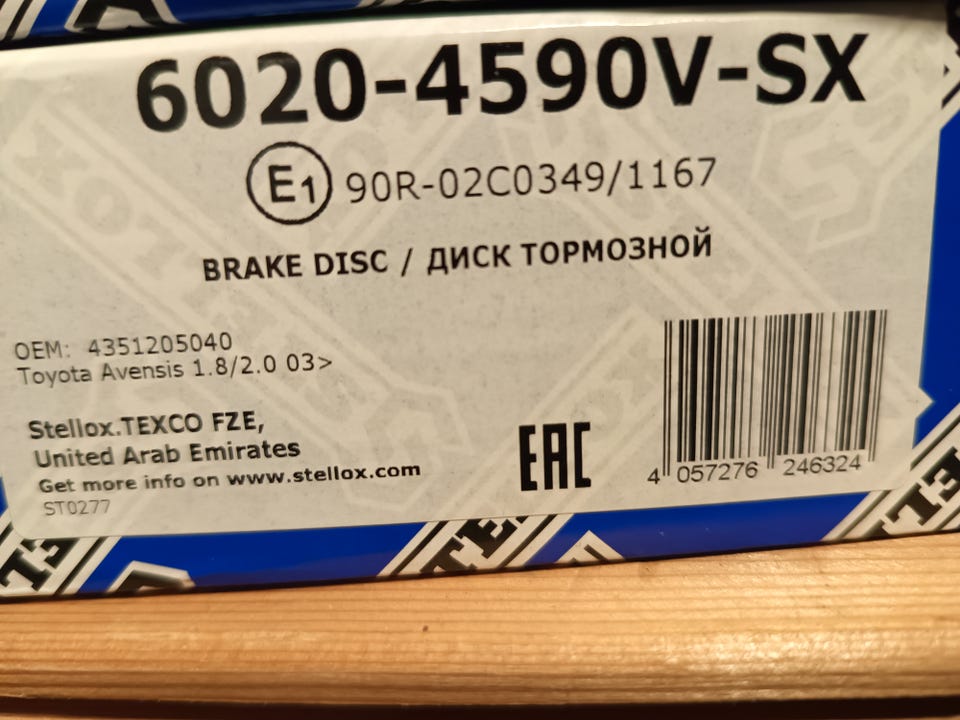 6020-4590V-SX
E1 90R-02C0349/1167
BRAKE DISC / ДИСК ТОРМОЗНОЙ
OEM: 4351205040
Toyota Avensis 1.8/2.0 03>
Stellox.TEXCO FZE,
United Arab Emirates
Get more info on www.stellox.com
ST0277
EAC
4 057276 246324